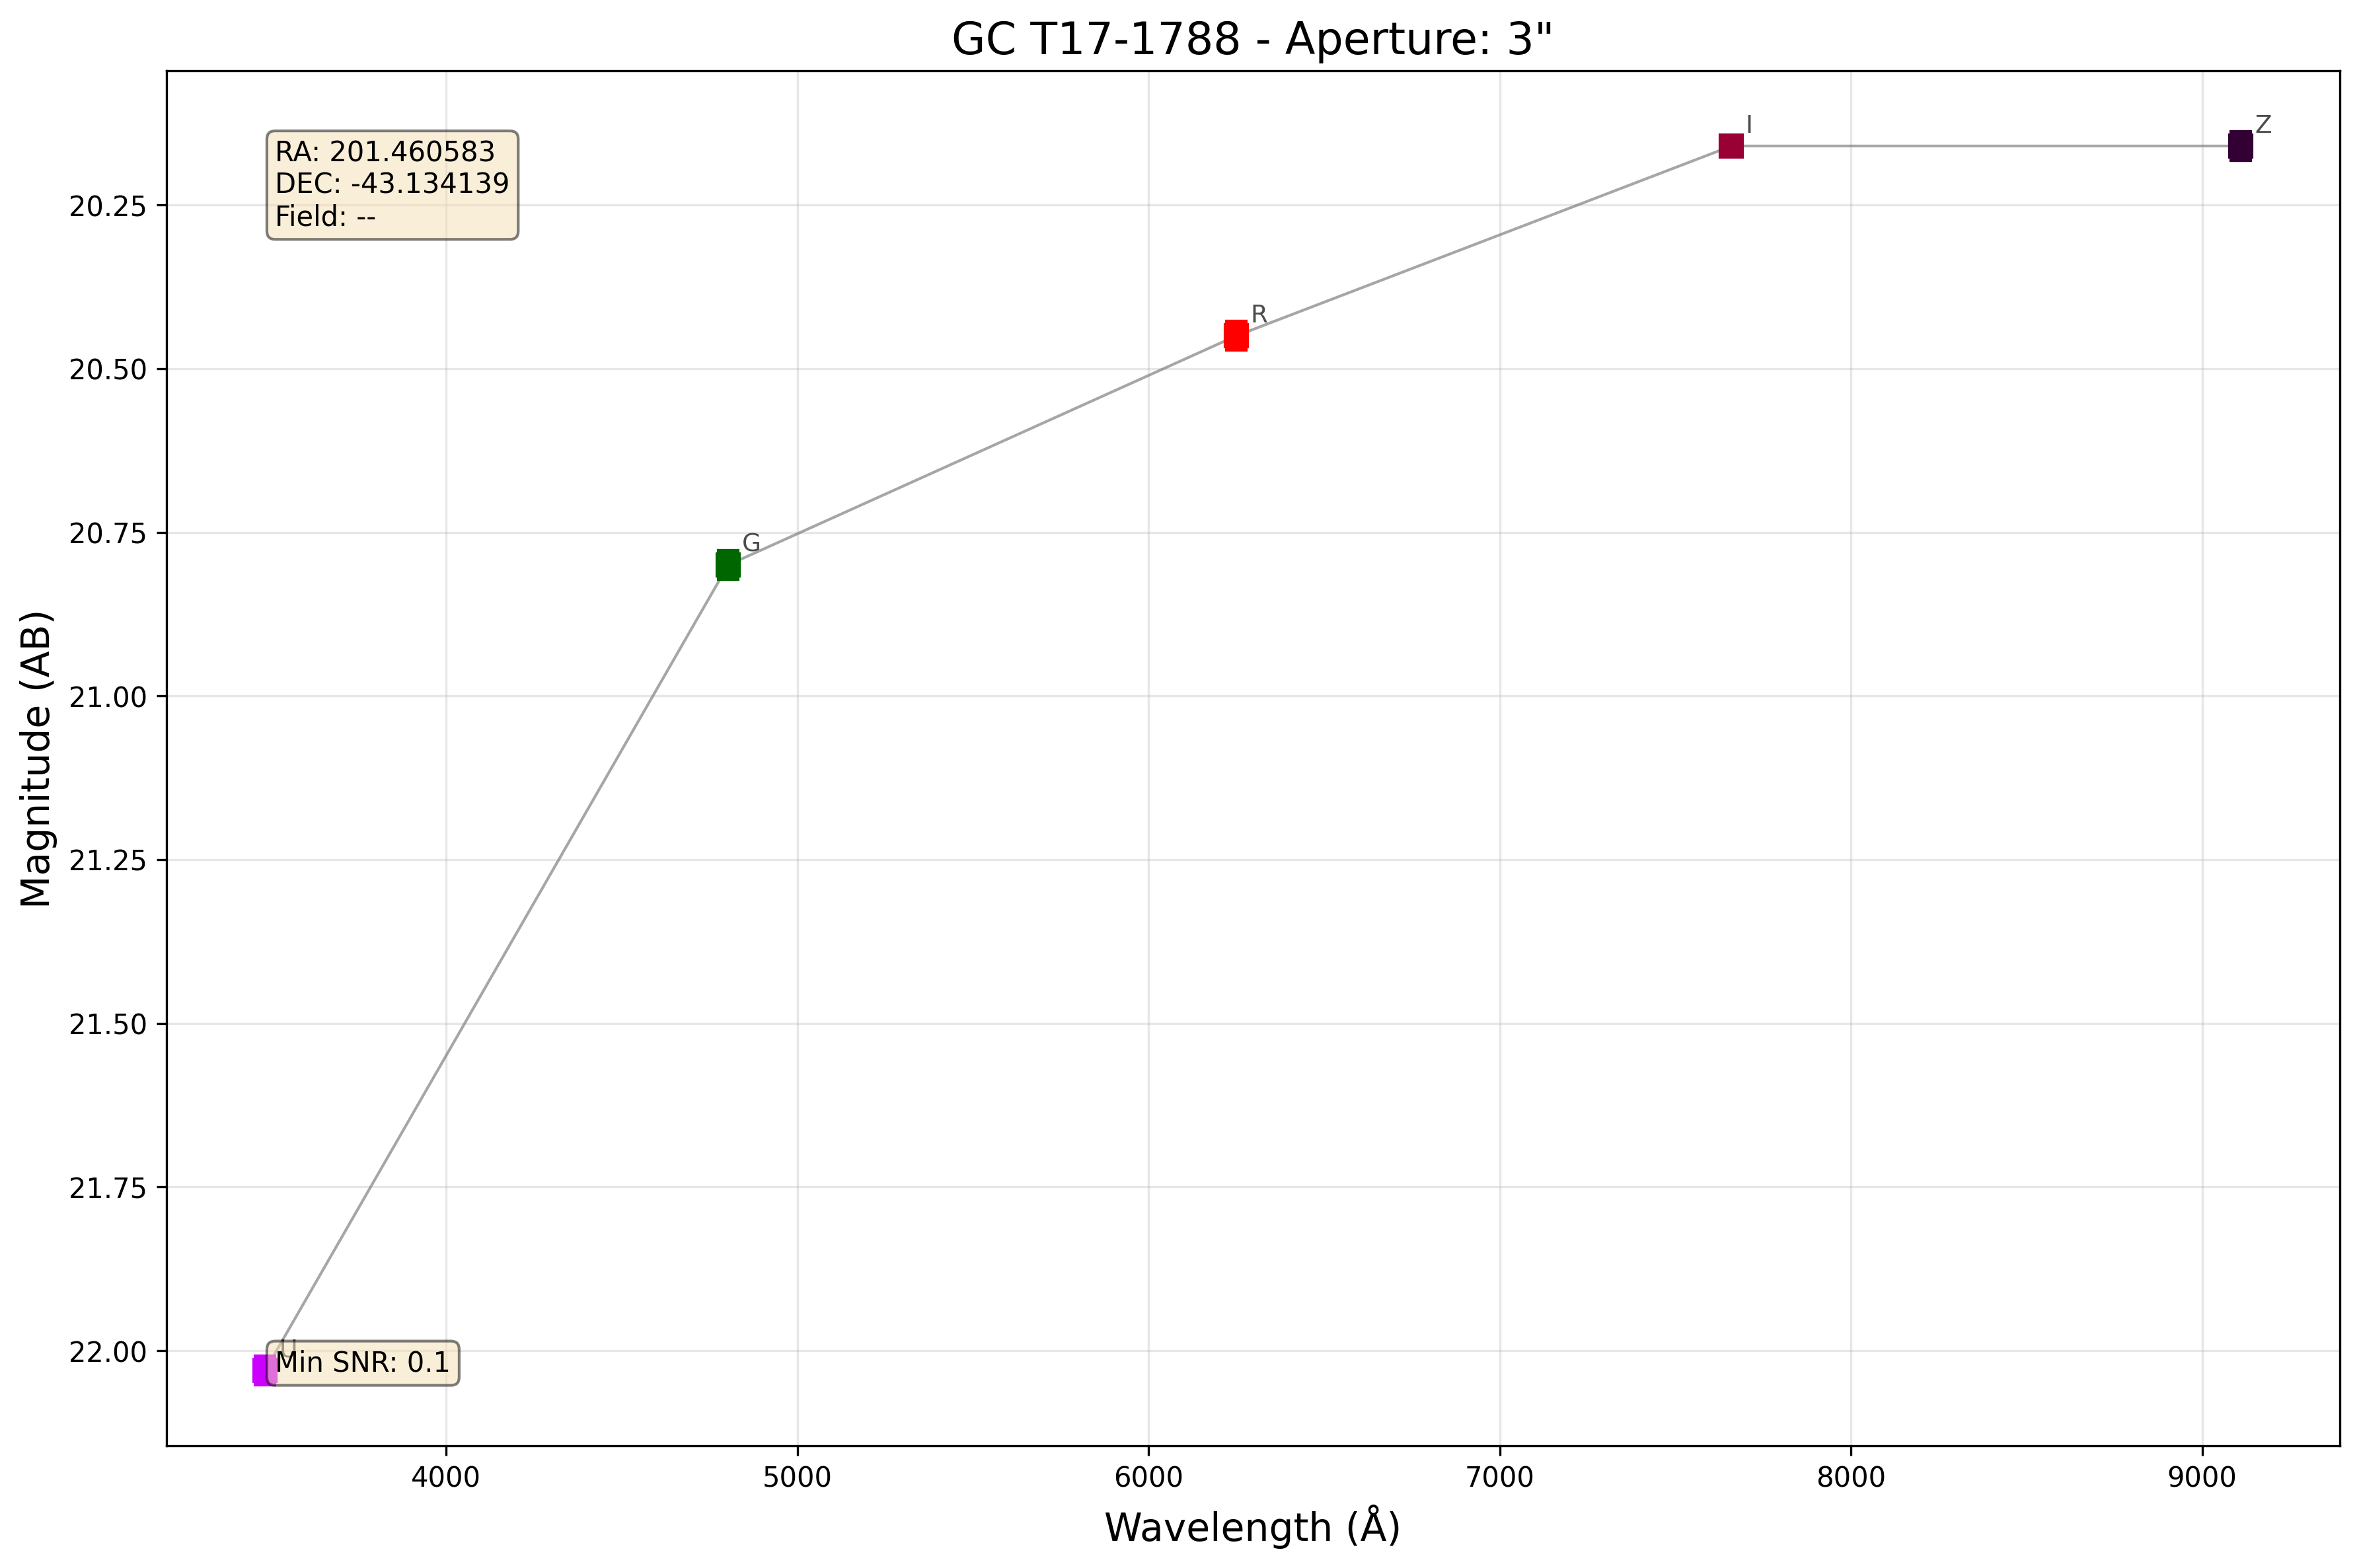 GC T17-1788 - Aperture: 3"
RA: 201.460583
DEC: -43.134139
Field: --
I
Z
R
G
U
Min SNR: 0.1
Magnitude (AB)
20.25
20.50
20.75
21.00
21.25
21.50
21.75
22.00
4000
5000
6000
7000
8000
9000
Wavelength (Å)